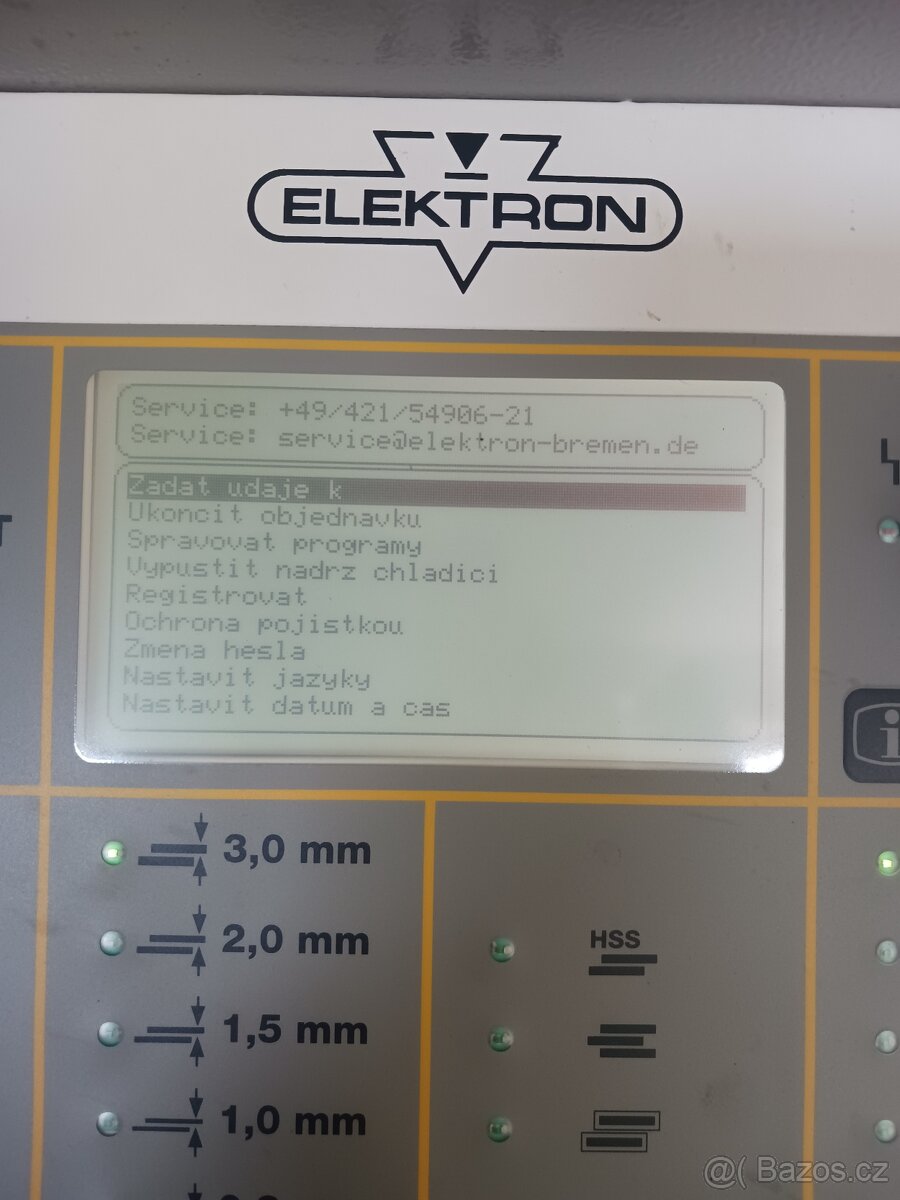 ELEKTRON
Service: +49/421/54906-21
Service: service@elektron-bremen.de
Zadat udaje k
Ukoncit objednavku
Spravovat programy
Vypustit nadrz chladici
Registrovat
Ochrona pojistkou
Zmena hesla
Nastavit jazyky
Nastavit datum a cas
T
i
3,0 mm
2,0 mm
HSS
1,5 mm
1,0 mm
@( Bazos.cz